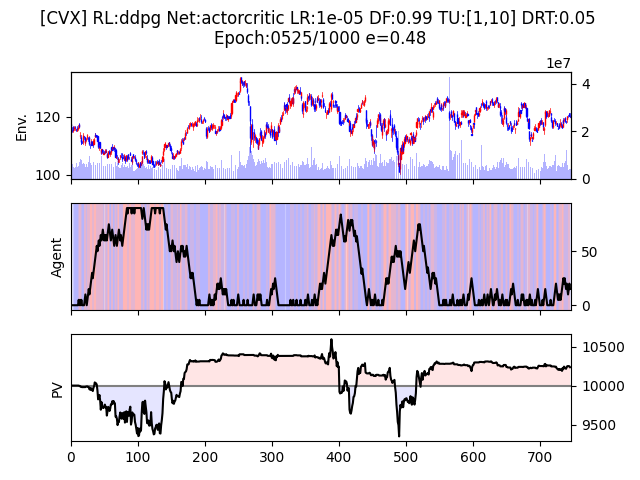 [CVX] RL:ddpg Net:actorcritic LR:1e-05 DF:0.99 TU:[1,10] DRT:0.05
Epoch:0525/1000 e=0.48
1e7
Env.
120
100
4
2
0
Agent
50
0
PV
10500
10000
9500
0 100 200 300 400 500 600 700